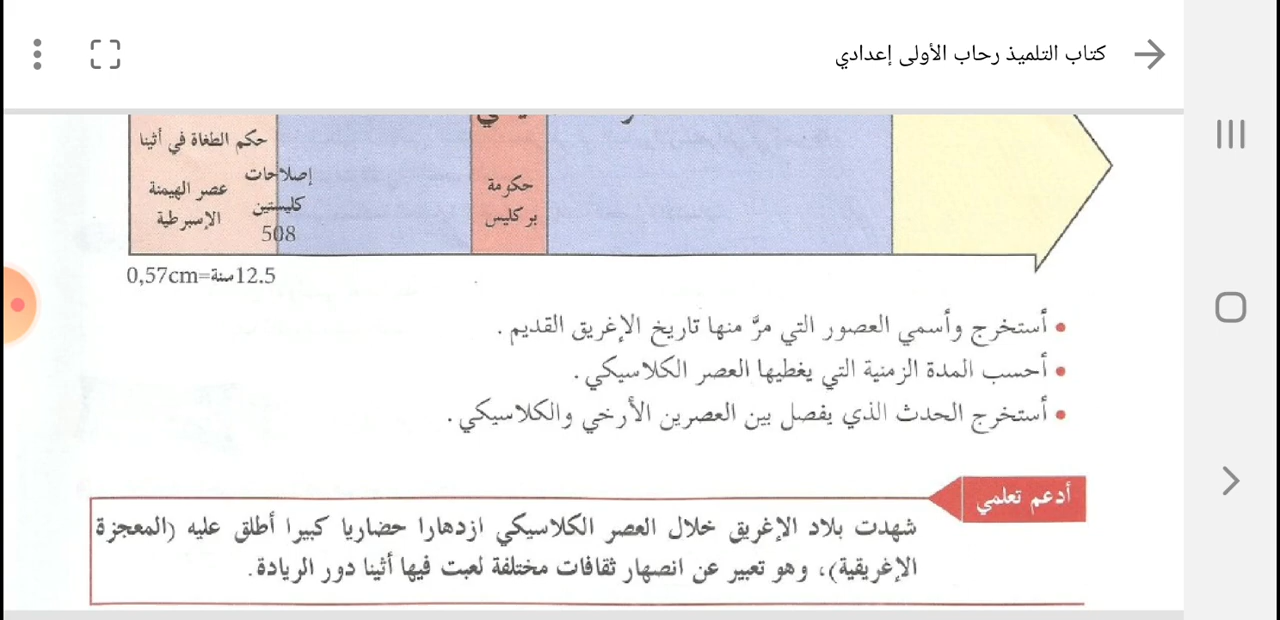 كتاب التلميذ رحاب الأولى إعدادي
حكم الطغاة في أثينا
إصلاحات
كليستين
508
عصر الهيمنة
الإسبرطية
حكومة
بركليس
0,57cm=12.5سنة
• أستخرج وأسمي العصور التي مرَّ منها تاريخ الإغريق القديم .
• أحسب المدة الزمنية التي يغطيها العصر الكلاسيكي .
• أستخرج الحدث الذي يفصل بين العصرين الأرخي والكلاسيكي .
أدعم تعلمي
شهدت بلاد الإغريق خلال العصر الكلاسيكي ازدهارا حضاريا كبيرا أطلق عليه (المعجزة
الإغريقية)، وهو تعبير عن انصهار ثقافات مختلفة لعبت فيها أثينا دور الريادة.